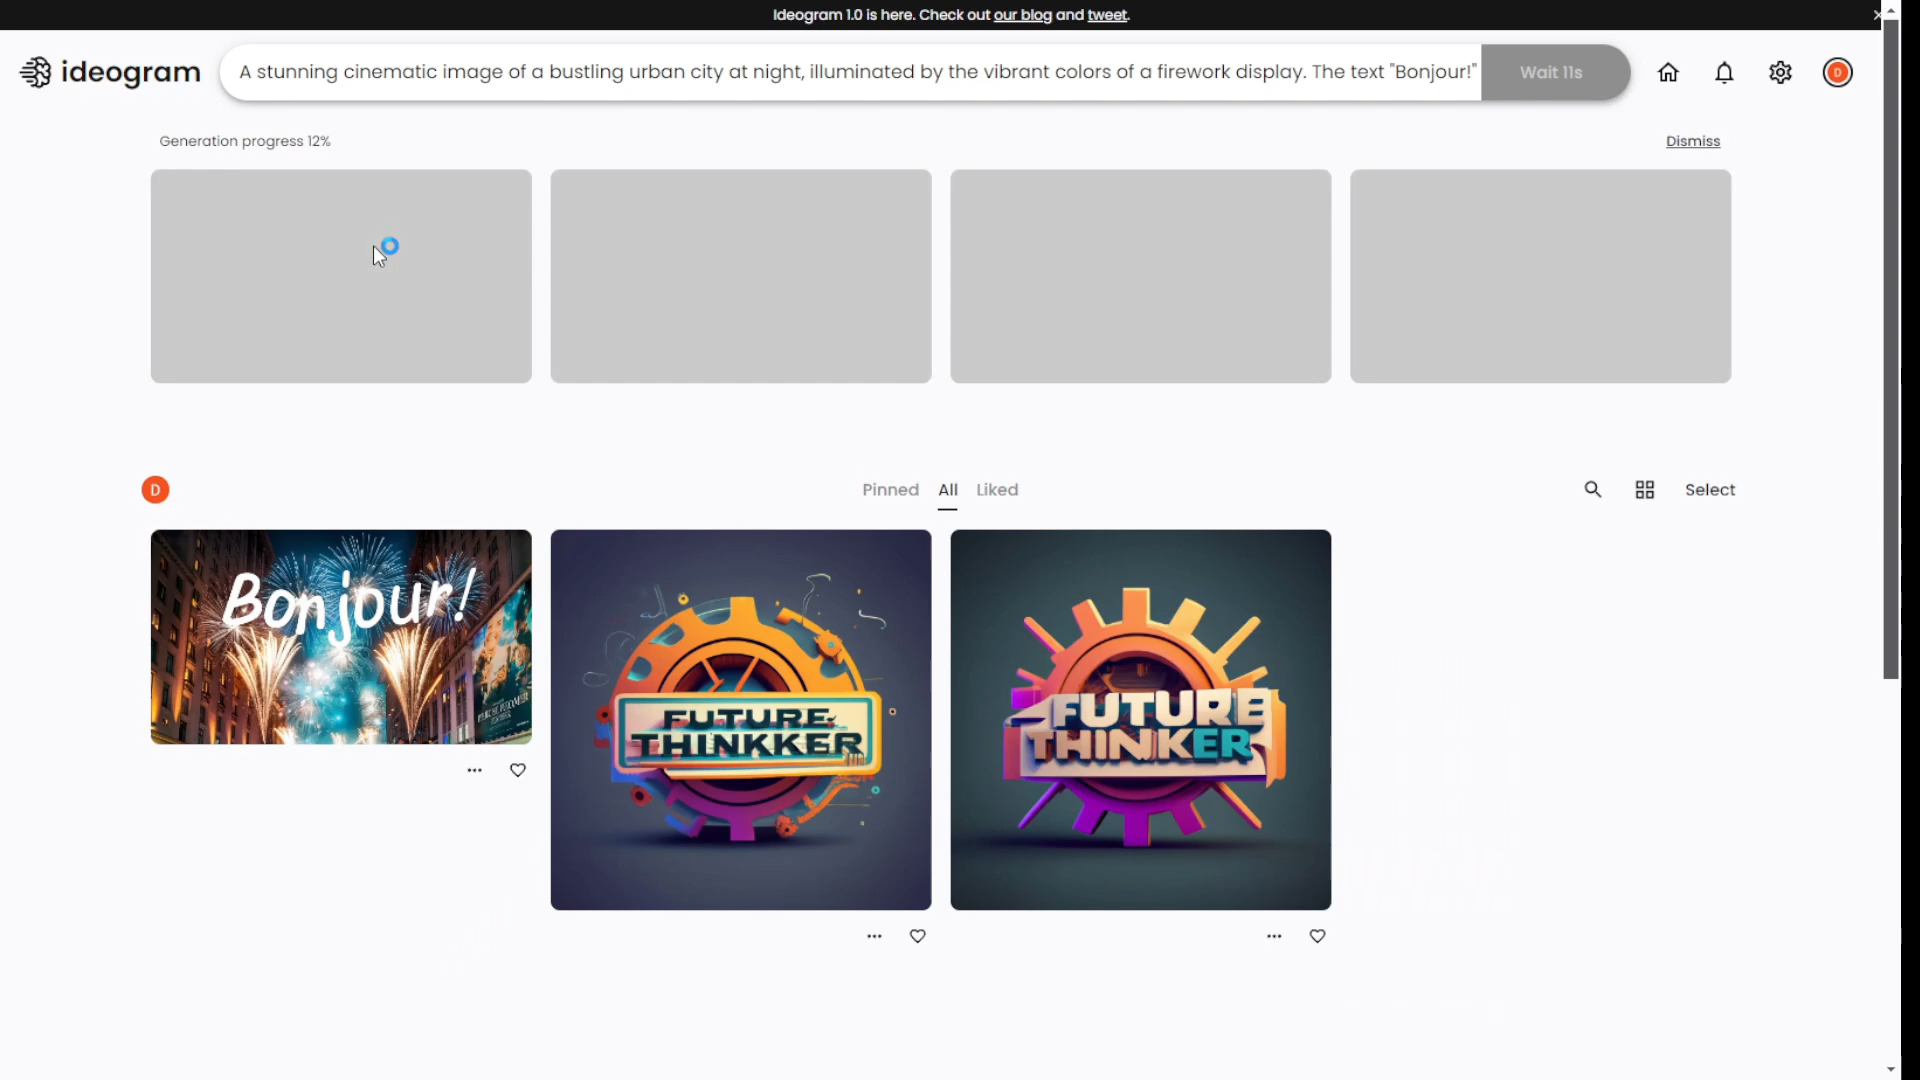 Ideogram 1.0 is here. Check out our blog and tweet.
ideogram
A stunning cinematic image of a bustling urban city at night, illuminated by the vibrant colors of a firework display. The text "Bonjour!"
Wait 11s
D
Generation progress 12%
Dismiss
D
Pinned All Liked
Select
Bonjour!
FUTURE
THINKKER
FUTURE
THINKER